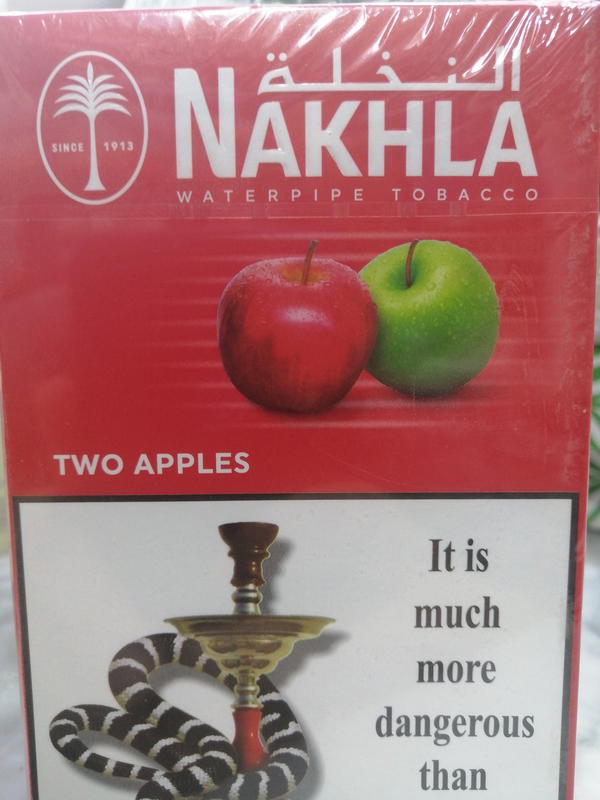 النخلة
NAKHLA
SINCE 1913
WATERPIPE TOBACCO
TWO APPLES
It is
much
more
dangerous
than